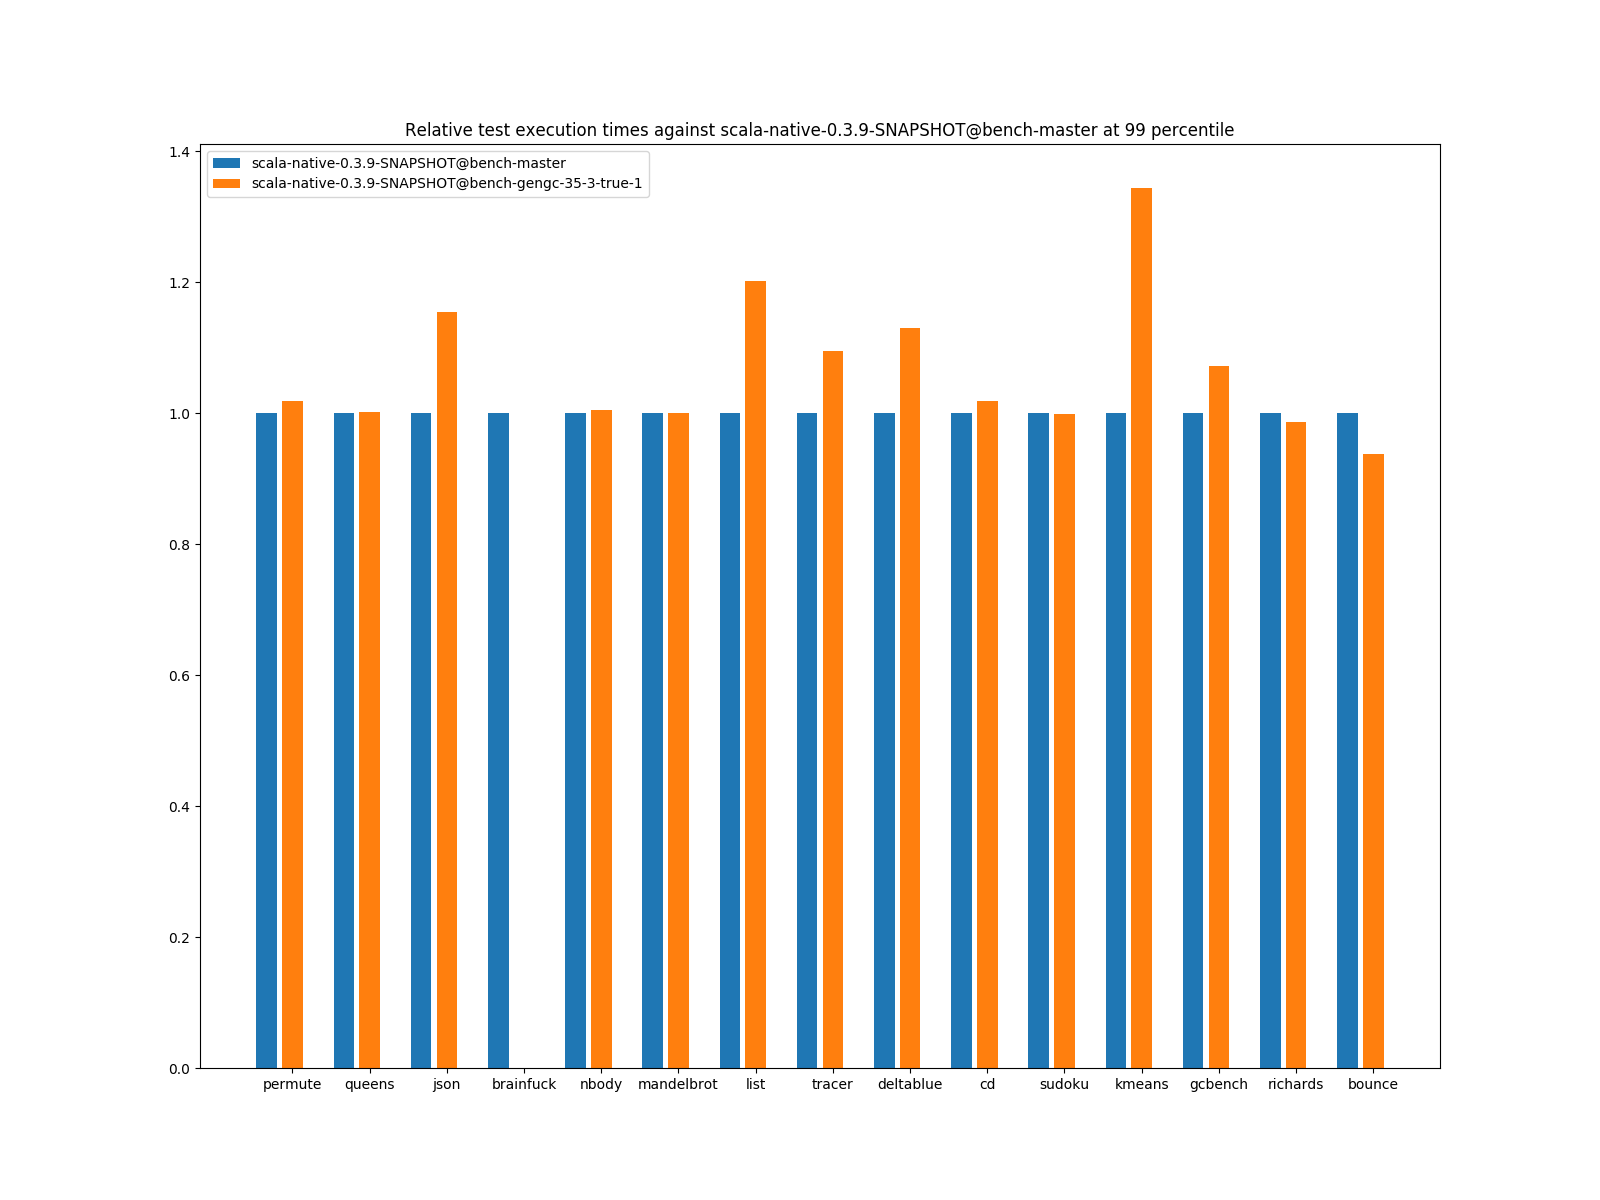 Relative test execution times against scala-native-0.3.9-SNAPSHOT@bench-master at 99 percentile
scala-native-0.3.9-SNAPSHOT@bench-master
scala-native-0.3.9-SNAPSHOT@bench-gengc-35-3-true-1
1.4
1.2
1.0
0.8
0.6
0.4
0.2
0.0
permute queens json brainfuck nbody mandelbrot list tracer deltablue cd sudoku kmeans gcbench richards bounce